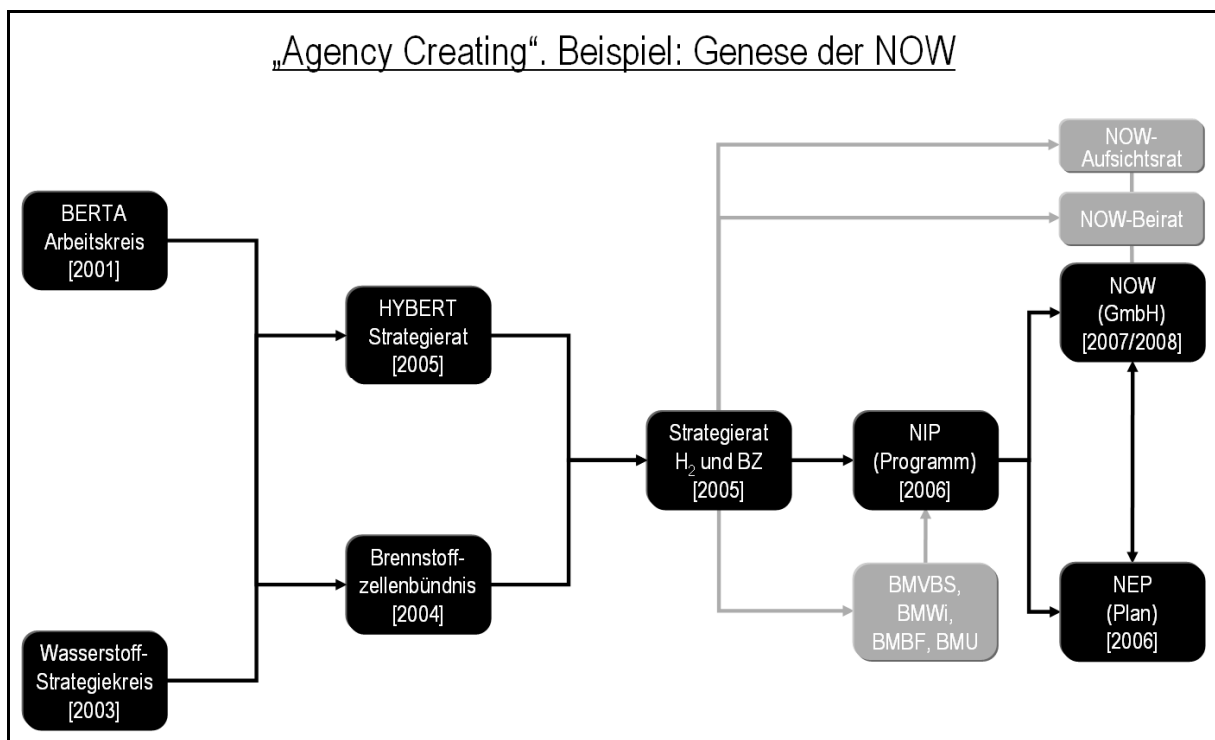 „Agency Creating“. Beispiel: Genese der NOW
BERTA
Arbeitskreis
[2001]
Wasserstoff-
Strategiekreis
[2003]
HYBERT
Strategierat
[2005]
Brennstoff-
zellenbündnis
[2004]
Strategierat
H₂ und BZ
[2005]
NIP
(Programm)
[2006]
BMVBS,
BMWi,
BMBF, BMU
NOW-
Aufsichtsrat
NOW-Beirat
NOW
(GmbH)
[2007/2008]
NEP
(Plan)
[2006]